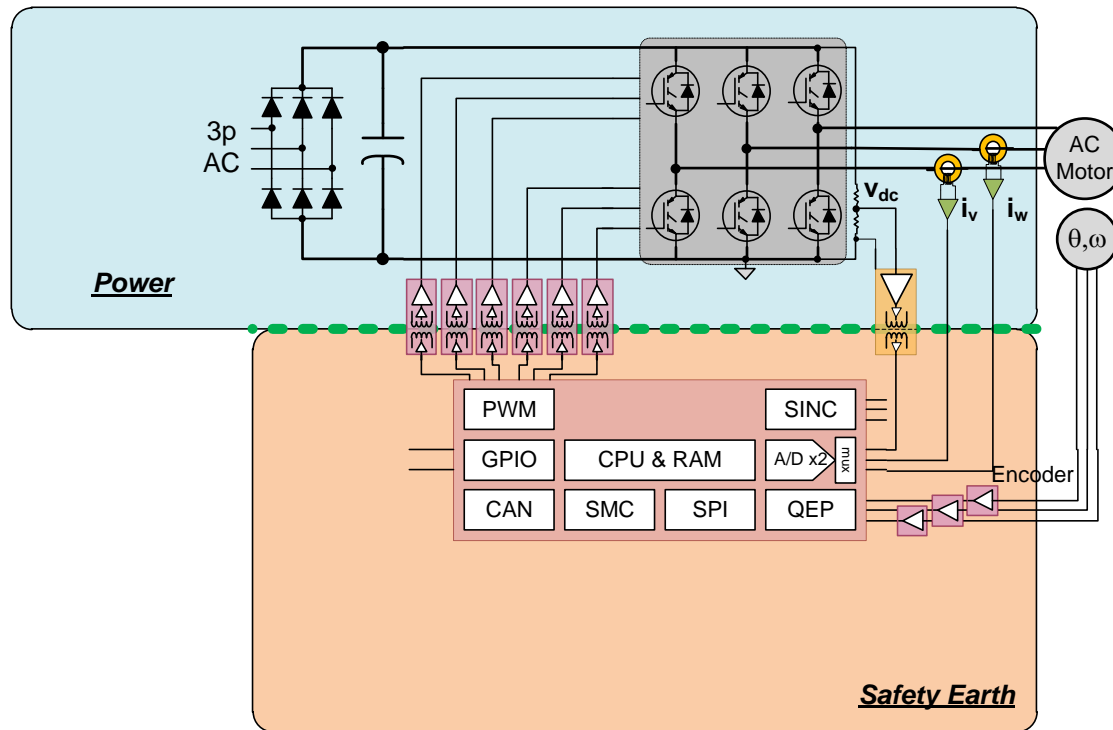 3p
AC
AC
Motor
v_dc
i_v
i_w
θ,ω
Power
PWM
SINC
GPIO
CPU & RAM
A/D x2
mux
Encoder
CAN
SMC
SPI
QEP
Safety Earth